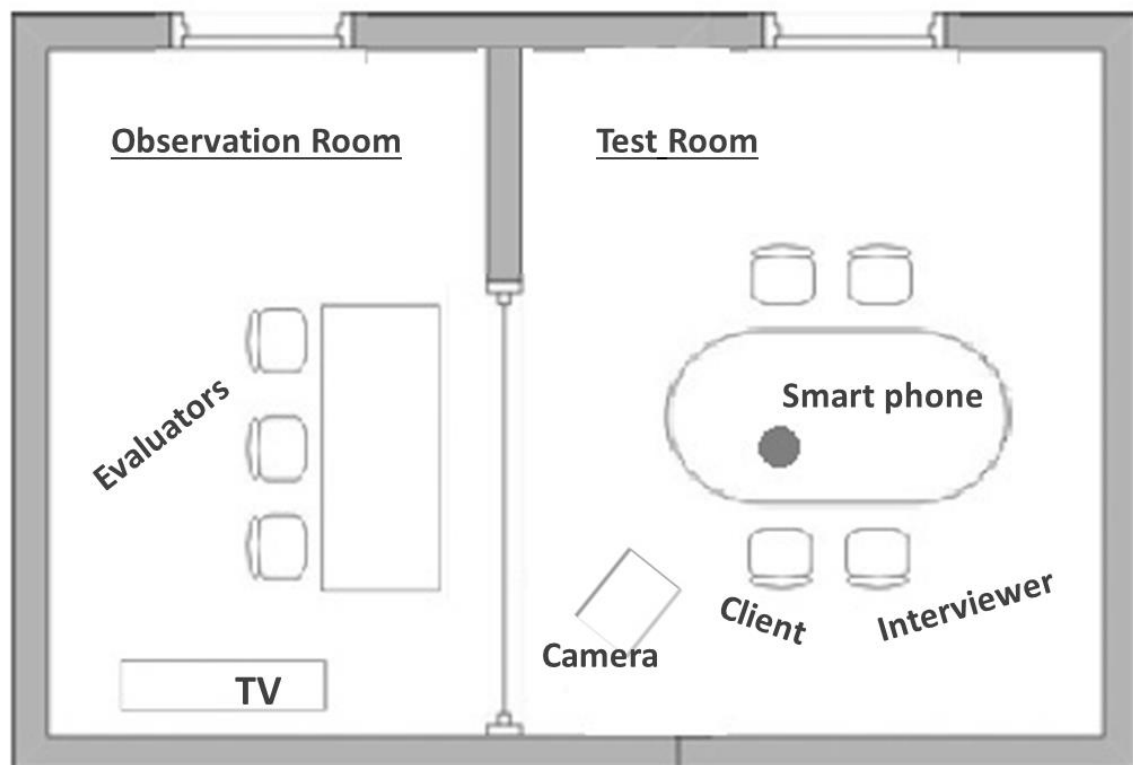 Observation Room
Test Room
Evaluators
Smart phone
Client
Interviewer
Camera
TV